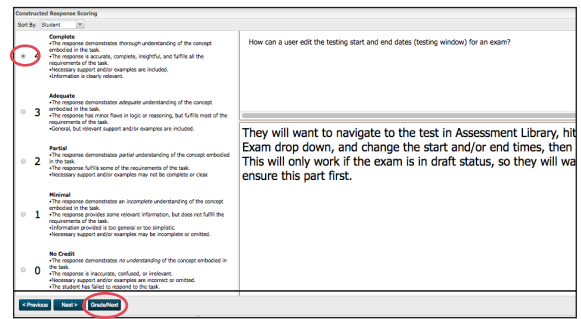 Constructed Response Scoring
Sort By: Student
Complete
•The response demonstrates thorough understanding of the concept
embodied in the task.
4 •The response is accurate, complete, insightful, and fulfills all the
requirements of the task.
•Necessary support and/or examples are included.
•Information is clearly relevant.
Adequate
•The response demonstrates adequate understanding of the concept
embodied in the task.
3 •The response has minor flaws in logic or reasoning, but fulfills most of the
requirements of the task.
•General, but relevant support and/or examples are included.
Partial
•The response demonstrates partial understanding of the concept embodied
2 in the task.
•The response fulfills some of the requirements of the task.
•Necessary support and/or examples may not be complete or clear.
Minimal
•The response demonstrates an incomplete understanding of the concept
embodied in the task.
1 •The response provides some relevant information, but does not fulfill the
requirements of the task.
•Information provided is too general or too simplistic.
•Necessary support and/or examples may be incomplete or omitted.
No Credit
•The response demonstrates no understanding of the concept embodied in
0 the task.
•The response is inaccurate, confused, or irrelevant.
•Necessary support and/or examples are incorrect or omitted.
•The student has failed to respond to the task.
How can a user edit the testing start and end dates (testing window) for an exam?
They will want to navigate to the test in Assessment Library, hit
Exam drop down, and change the start and/or end times, then
This will only work if the exam is in draft status, so they will wa
ensure this part first.
< Previous Next > Grade/Next